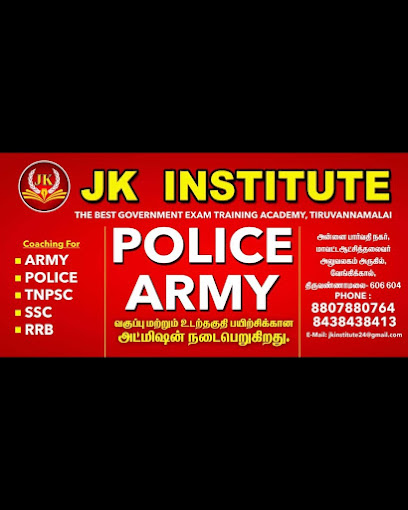 JK
JK INSTITUTE
THE BEST GOVERNMENT EXAM TRAINING ACADEMY, TIRUVANNAMALAI
Coaching For
ARMY
POLICE
TNPSC
SSC
RRB
POLICE
ARMY
வகுப்பு மற்றும் உடற்தகுதி பயிற்சிக்கான
அட்மிஷன் நடைபெறுகிறது.
அன்னை பார்வதி நகர்,
மாவட்டஆட்சித்தலைவர்
அலுவலகம் அருகில்,
வேங்கிக்கால்,
திருவண்ணாமலை- 606 604
PHONE :
8807880764
8438438413
E-Mail: jkinstitute24@gmail.com